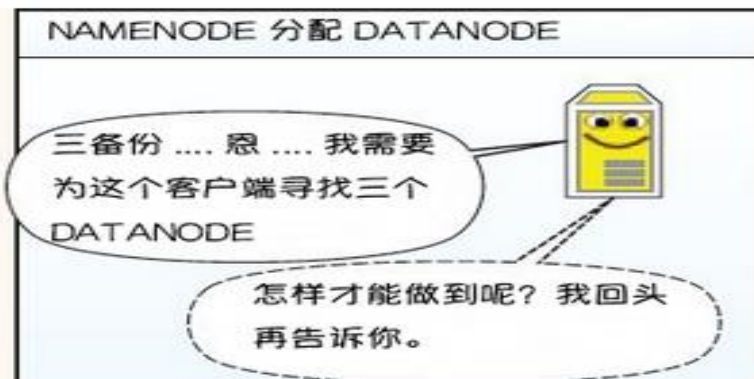 NAMENODE 分配 DATANODE
三备份 .... 恩 .... 我需要
为这个客户端寻找三个
DATANODE
怎样才能做到呢？我回头
再告诉你。